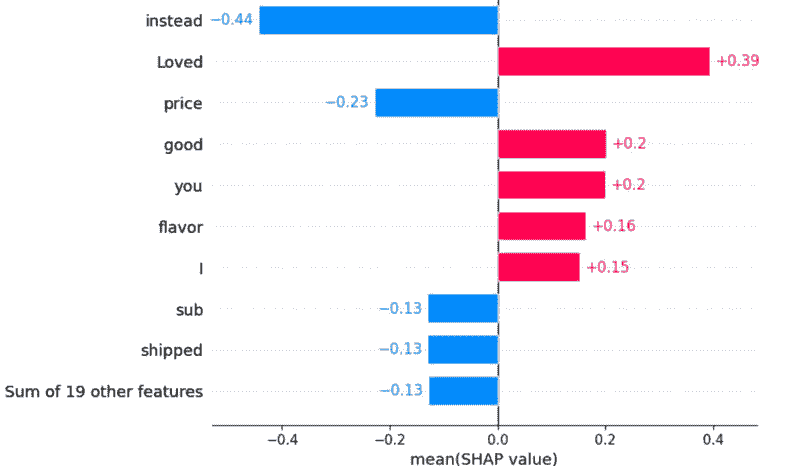 instead −0.44
Loved +0.39
price −0.23
good +0.2
you +0.2
flavor +0.16
I +0.15
sub −0.13
shipped −0.13
Sum of 19 other features −0.13
−0.4 −0.2 0.0 0.2 0.4
mean(SHAP value)